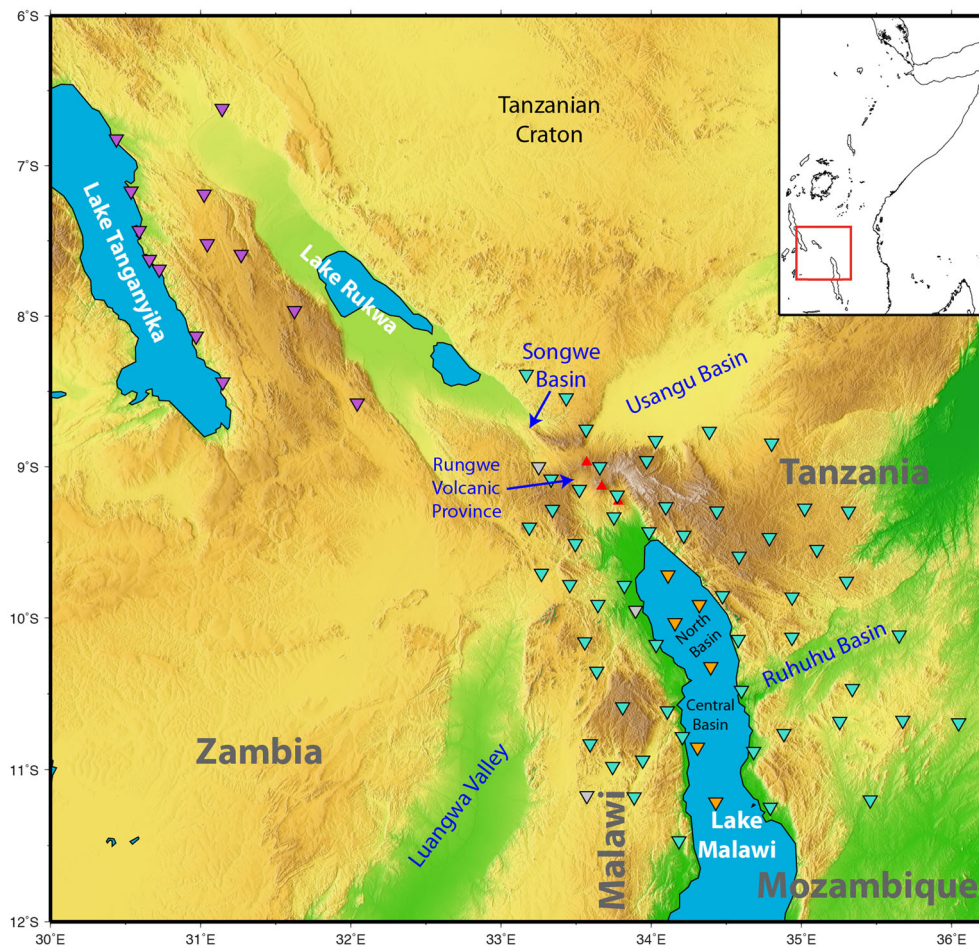 6°S
7°S
8°S
9°S
10°S
11°S
12°S
30°E
31°E
32°E
33°E
34°E
35°E
36°E
Tanzanian
Craton
Lake Tanganyika
Lake Rukwa
Songwe
Basin
Usangu Basin
Rungwe
Volcanic
Province
Tanzania
North
Basin
Ruhuhu Basin
Central
Basin
Zambia
Luangwa Valley
Malawi
Lake
Malawi
Mozambique